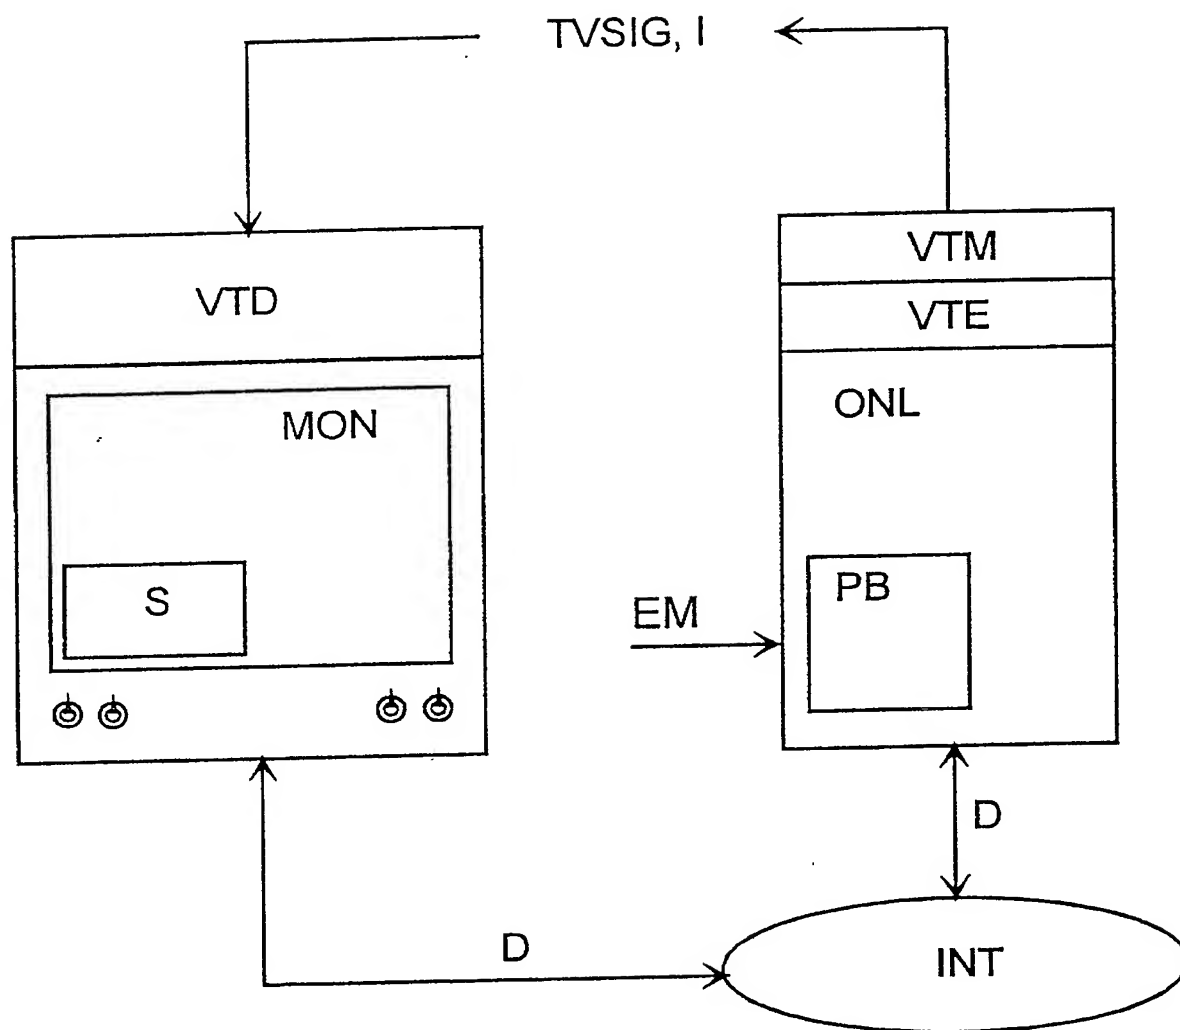 TVSIG, I
VTM
VTD
VTE
MON
ONL
S
PB
EM
D
D
INT